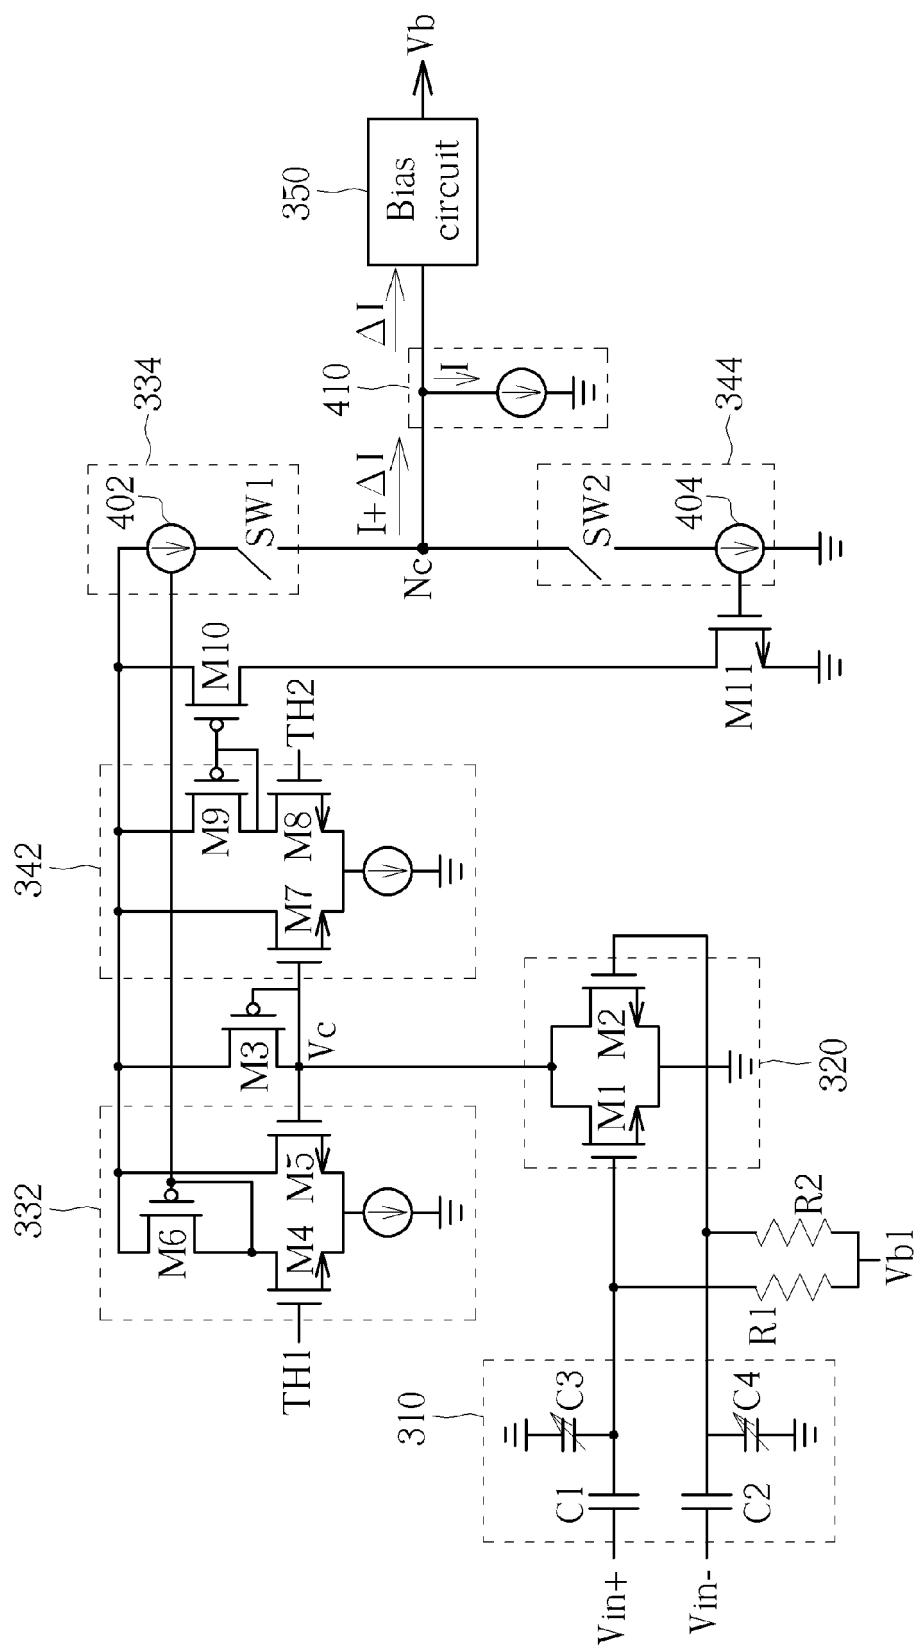 332
342
334
402
M6
M9
M10
SW1
M3
M4
M5
M7
M8
TH1
TH2
Vc
I+ΔI
ΔI
410
I
350
Bias
circuit
Vb
Nc
310
C3
C1
Vin+
320
M1
M2
SW2
344
404
M11
C4
C2
Vin-
R1
R2
Vb1